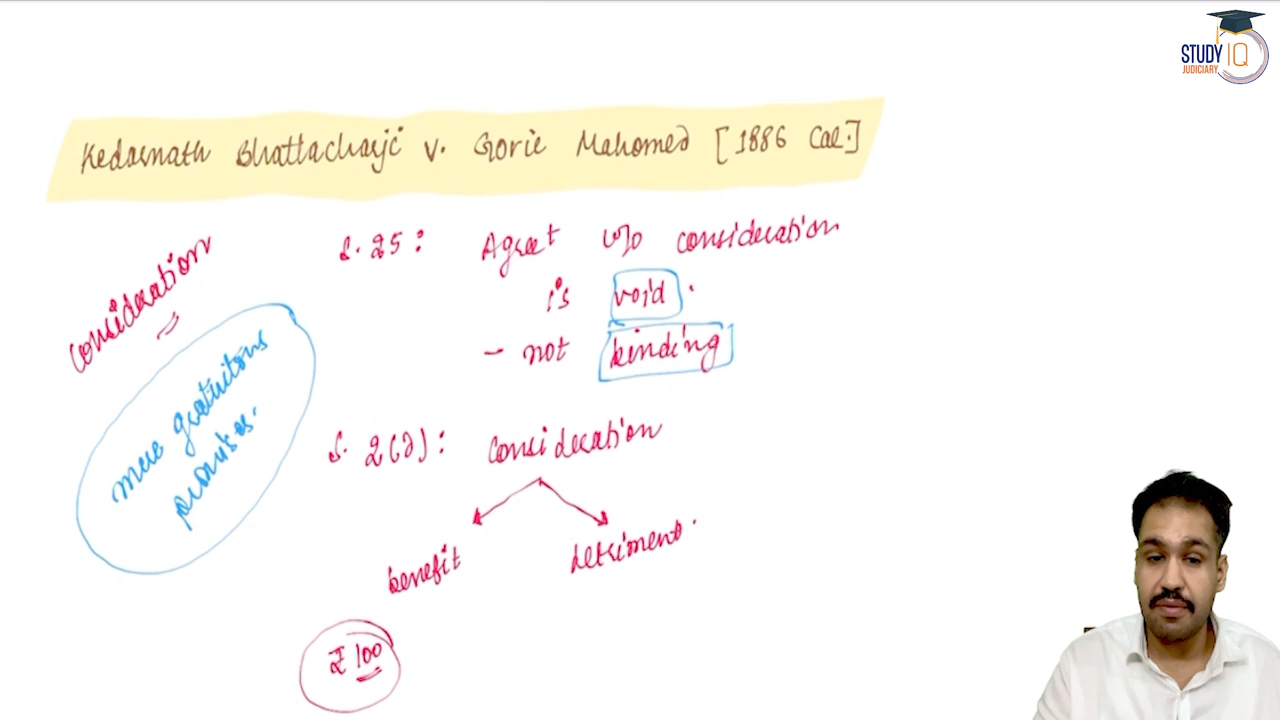 STUDY IQ
JUDICIARY
Kedarnath Bhattacharji v. Gorie Mahomed [1886 Cal.]
consideration
S. 25: Agreet w/o consideration
is void.
- not binding
mere gratuitous
promises.
S. 2(d): consideration
benefit
detriment.
₹100